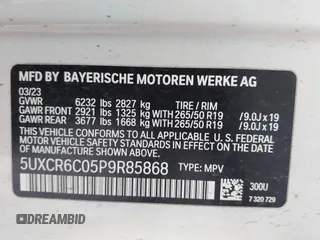 MFD BY BAYERISCHE MOTOREN WERKE AG
03/23
GVWR 6232 lbs 2827 kg TIRE / RIM
GAWR FRONT 2921 lbs 1325 kg 265/50 R19 / 9.0J x 19
GAWR REAR 3677 lbs 1668 kg 265/50 R19 / 9.0J x 19
THIS VEHICLE CONFORMS TO ALL APPLICABLE U.S. FEDERAL
MOTOR VEHICLE SAFETY STANDARDS IN EFFECT ON THE DATE
OF MANUFACTURE SHOWN ABOVE.
5UXCR6C05P9R85868 TYPE: MPV
300U
7 320 729